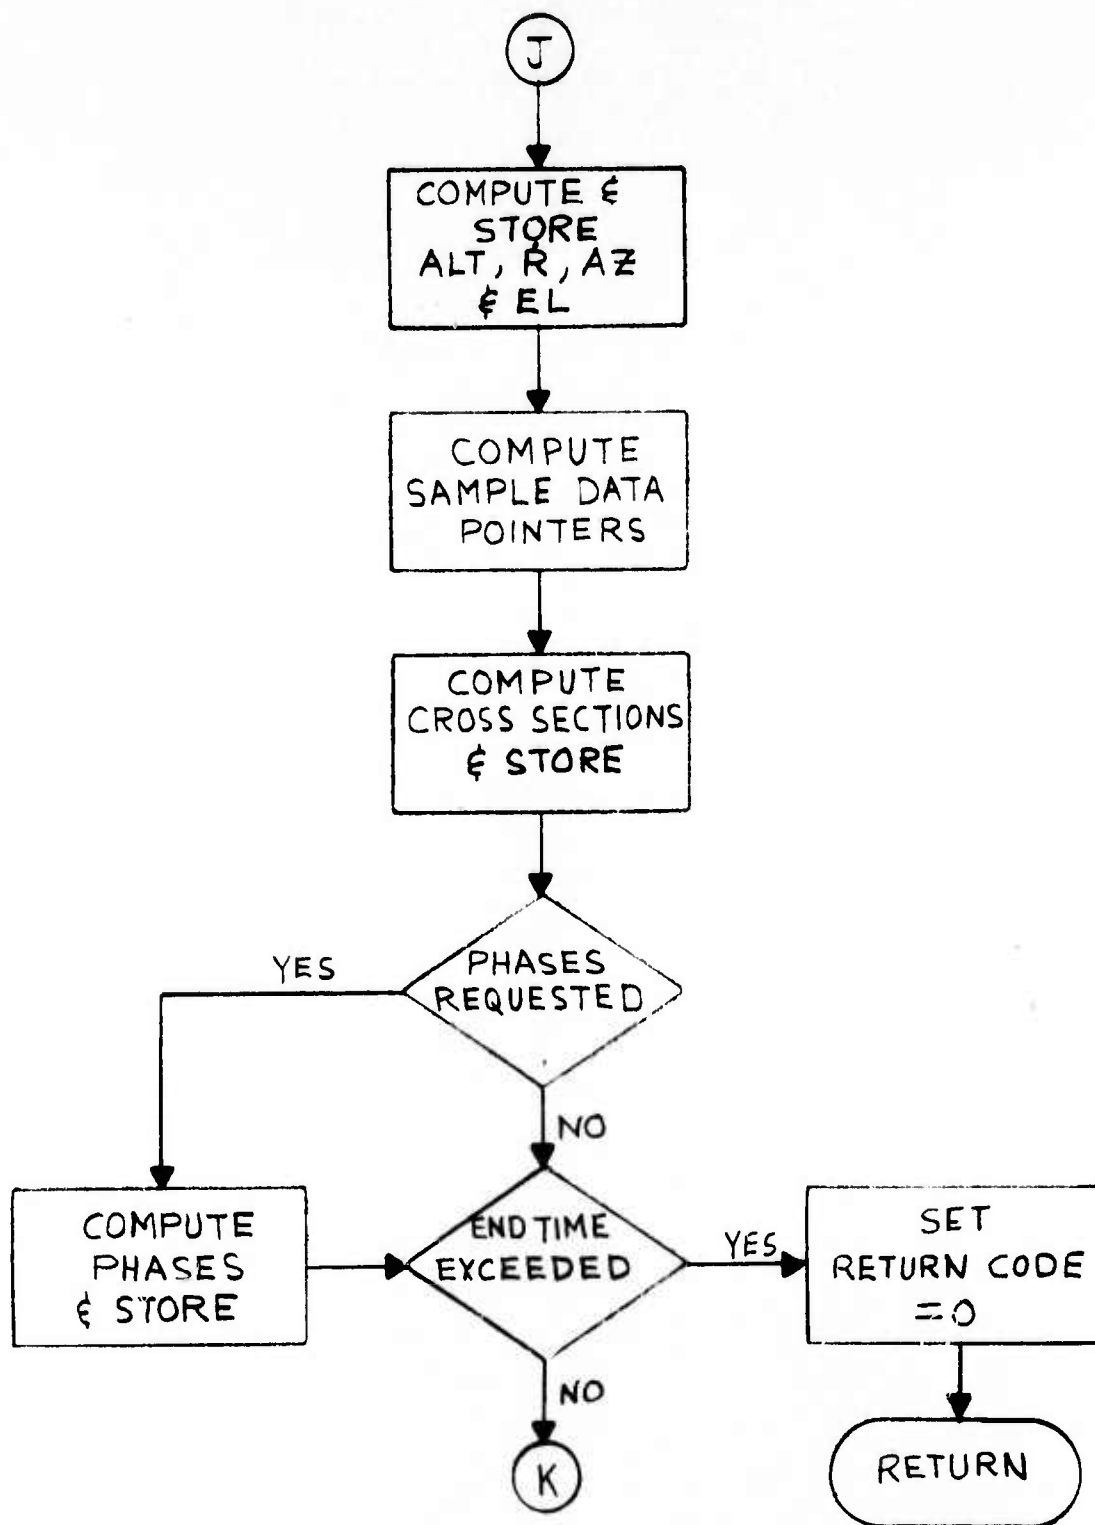 J
COMPUTE &
STORE
ALT, Ṙ, AZ
& EL
COMPUTE
SAMPLE DATA
POINTERS
COMPUTE
CROSS SECTIONS
& STORE
PHASES
REQUESTED
YES
NO
COMPUTE
PHASES
& STORE
END TIME
EXCEEDED
YES
SET
RETURN CODE
=0
NO
K
RETURN